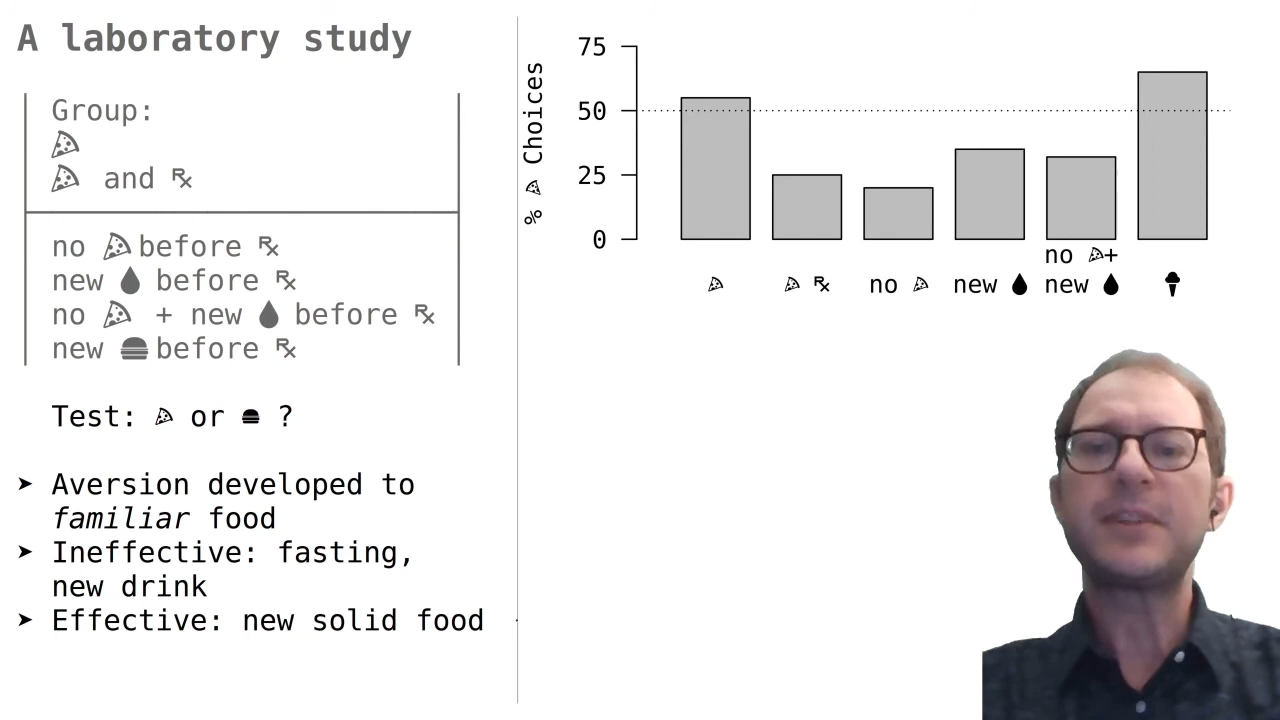 A laboratory study
Group:
and ℞
no before ℞
new before ℞
no + new before ℞
new before ℞
Test: or ?
➤ Aversion developed to
familiar food
➤ Ineffective: fasting,
new drink
➤ Effective: new solid food
% Choices
75
50
25
0
℞
no
new
no +
new